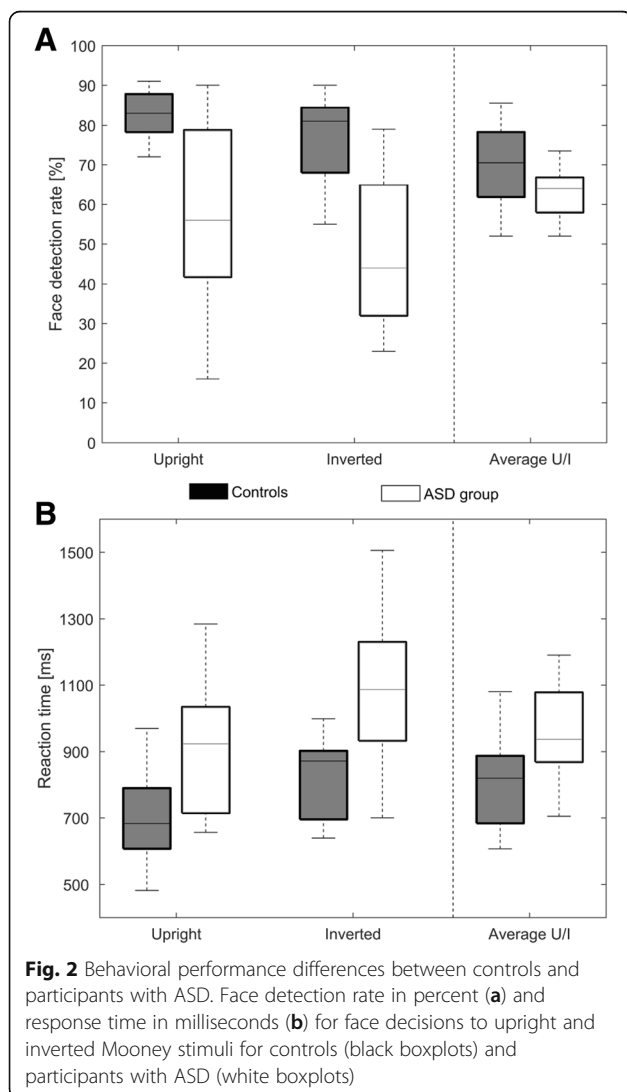 A
100
90
80
70
60
50
40
30
20
10
0
Face detection rate [%]
Upright Inverted Average U/I
Controls ASD group
B
1500
1300
1100
900
700
500
Reaction time [ms]
Upright Inverted Average U/I
Fig. 2 Behavioral performance differences between controls and
participants with ASD. Face detection rate in percent (a) and
response time in milliseconds (b) for face decisions to upright and
inverted Mooney stimuli for controls (black boxplots) and
participants with ASD (white boxplots)